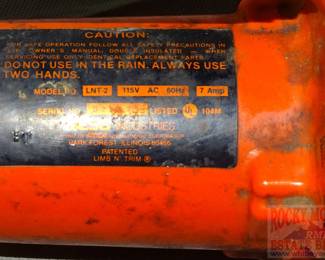 CAUTION:
FOR SAFE OPERATION FOLLOW ALL SAFETY PRECAUTIONS IN
OWNER'S MANUAL. DOUBLE INSULATED - WHEN
SERVICING USE ONLY IDENTICAL REPLACEMENT PARTS.
DO NOT USE IN THE RAIN. ALWAYS USE
TWO HANDS.
MODEL NO. LNT-2 115V AC 60Hz 7 Amp
SERIAL NO. LISTED UL 104M
INDUSTRIES
PARK FOREST, ILLINOIS 60466
PATENTED
LIMB N' TRIM ®
ESTATE